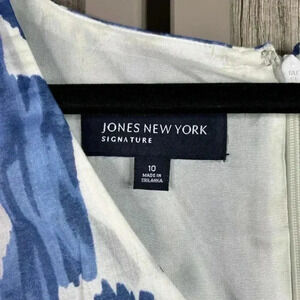 JONES NEW YORK
SIGNATURE
10
MADE IN
SRI LANKA